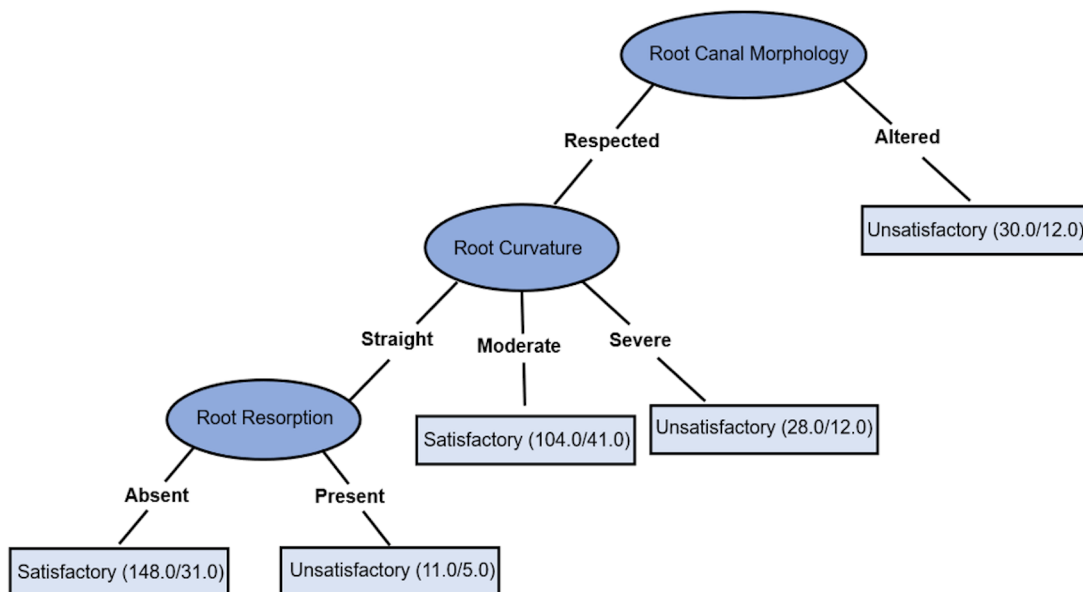 Root Canal Morphology
Respected
Altered
Unsatisfactory (30.0/12.0)
Root Curvature
Straight
Moderate
Severe
Root Resorption
Satisfactory (104.0/41.0)
Unsatisfactory (28.0/12.0)
Absent
Present
Satisfactory (148.0/31.0)
Unsatisfactory (11.0/5.0)